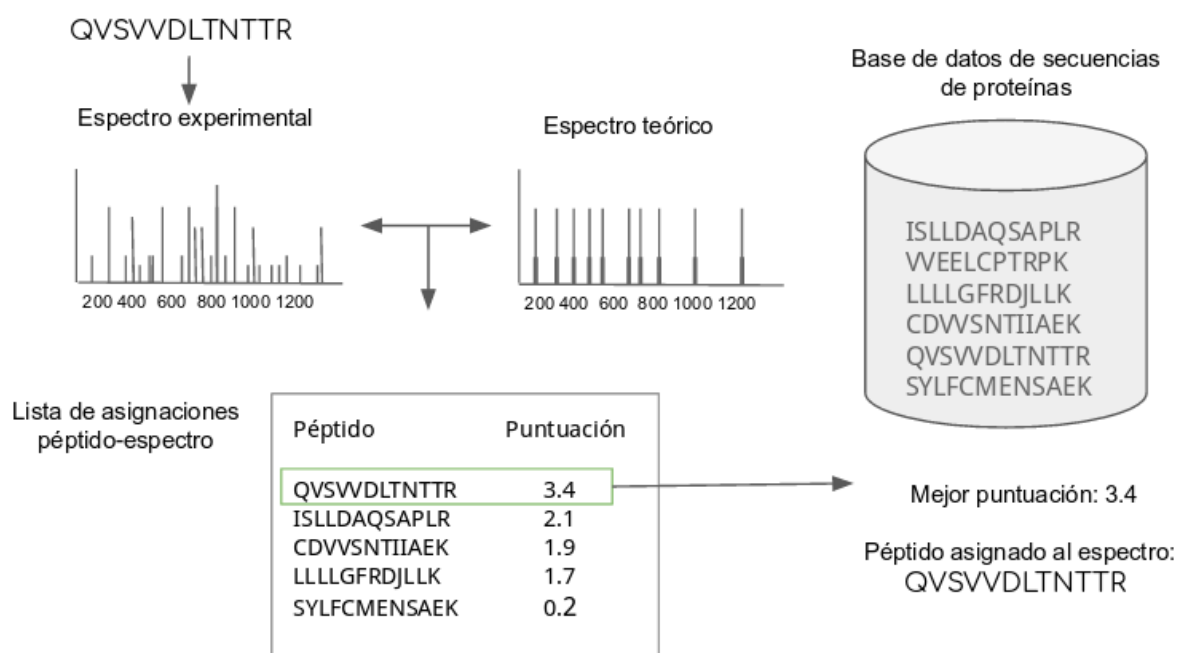 QVSVVDLTNTTR
Espectro experimental
200 400 600 800 1000 1200
Espectro teórico
200 400 600 800 1000 1200
Base de datos de secuencias
de proteínas
ISLLDAQSAPLR
VVEELCPTRPK
LLLLGFRDJLLK
CDVVSNTIIAEK
QVSVVDLTNTTR
SYLFCMENSAEK
Lista de asignaciones
péptido-espectro
Péptido Puntuación
QVSVVDLTNTTR 3.4
ISLLDAQSAPLR 2.1
CDVVSNTIIAEK 1.9
LLLLGFRDJLLK 1.7
SYLFCMENSAEK 0.2
Mejor puntuación: 3.4
Péptido asignado al espectro:
QVSVVDLTNTTR